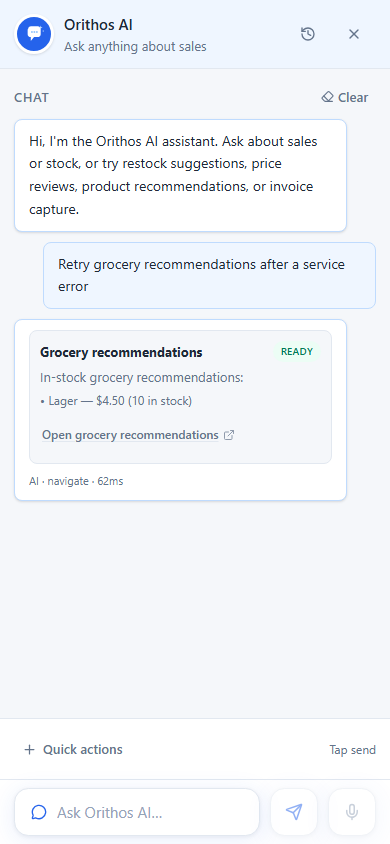 Orithos AI
Ask anything about sales
CHAT
Clear
Hi, I'm the Orithos AI assistant. Ask about sales
or stock, or try restock suggestions, price
reviews, product recommendations, or invoice
capture.
Retry grocery recommendations after a service
error
Grocery recommendations
READY
In-stock grocery recommendations:
• Lager — $4.50 (10 in stock)
Open grocery recommendations
AI · navigate · 62ms
Quick actions
Tap send
Ask Orithos AI...